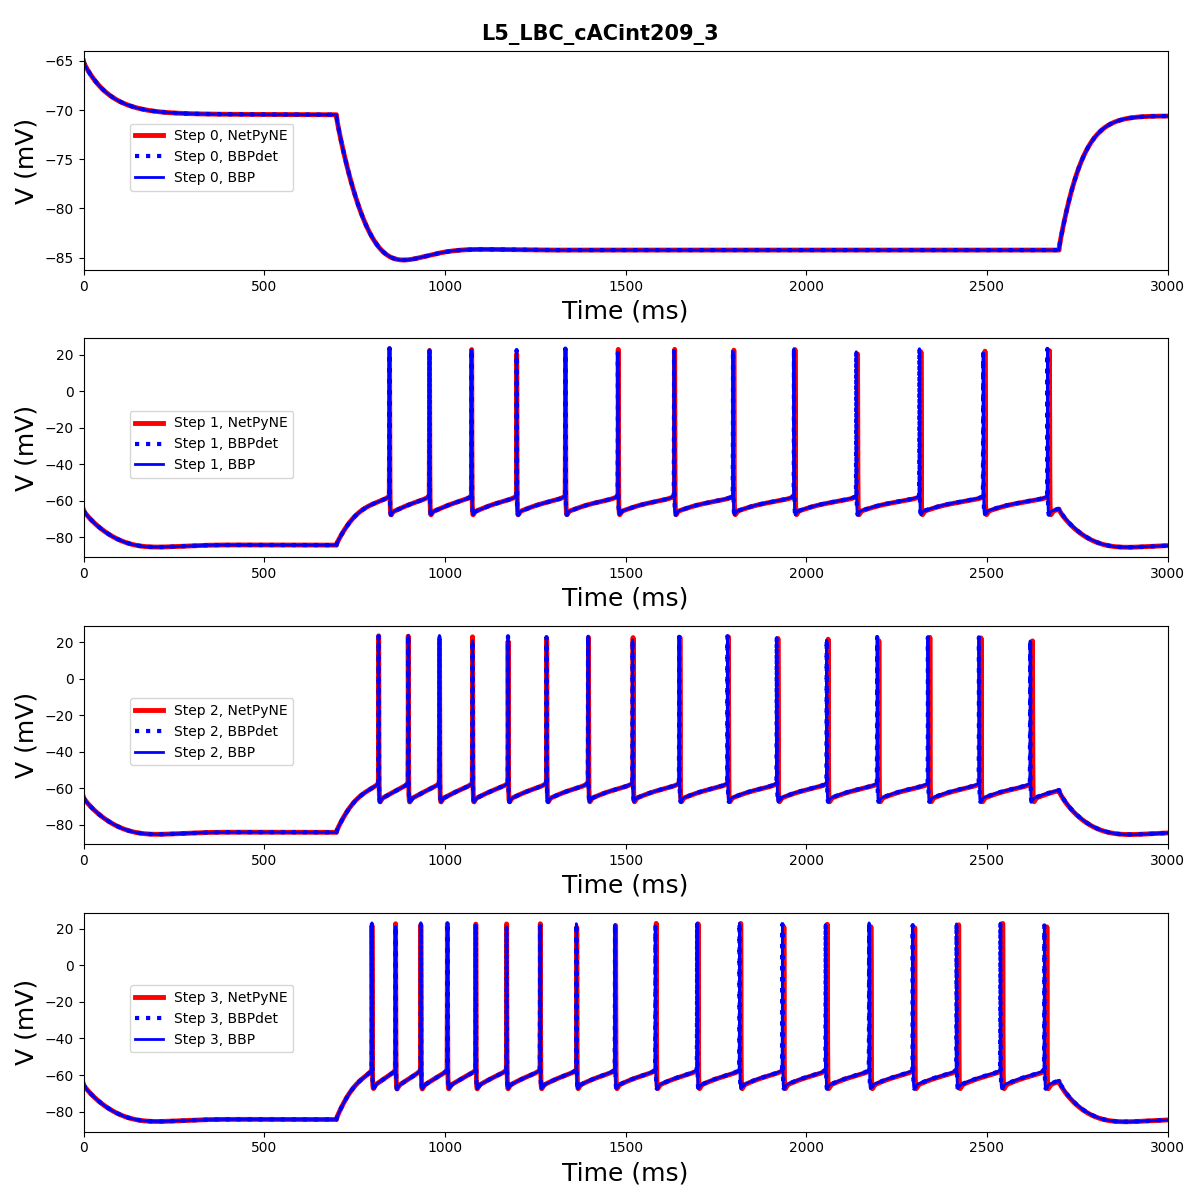 L5_LBC_cACint209_3
−65
−70
−75
−80
−85
V (mV)
Step 0, NetPyNE
Step 0, BBPdet
Step 0, BBP
0 500 1000 1500 2000 2500 3000
Time (ms)
20
0
−20
−40
−60
−80
V (mV)
Step 1, NetPyNE
Step 1, BBPdet
Step 1, BBP
0 500 1000 1500 2000 2500 3000
Time (ms)
20
0
−20
−40
−60
−80
V (mV)
Step 2, NetPyNE
Step 2, BBPdet
Step 2, BBP
0 500 1000 1500 2000 2500 3000
Time (ms)
20
0
−20
−40
−60
−80
V (mV)
Step 3, NetPyNE
Step 3, BBPdet
Step 3, BBP
0 500 1000 1500 2000 2500 3000
Time (ms)